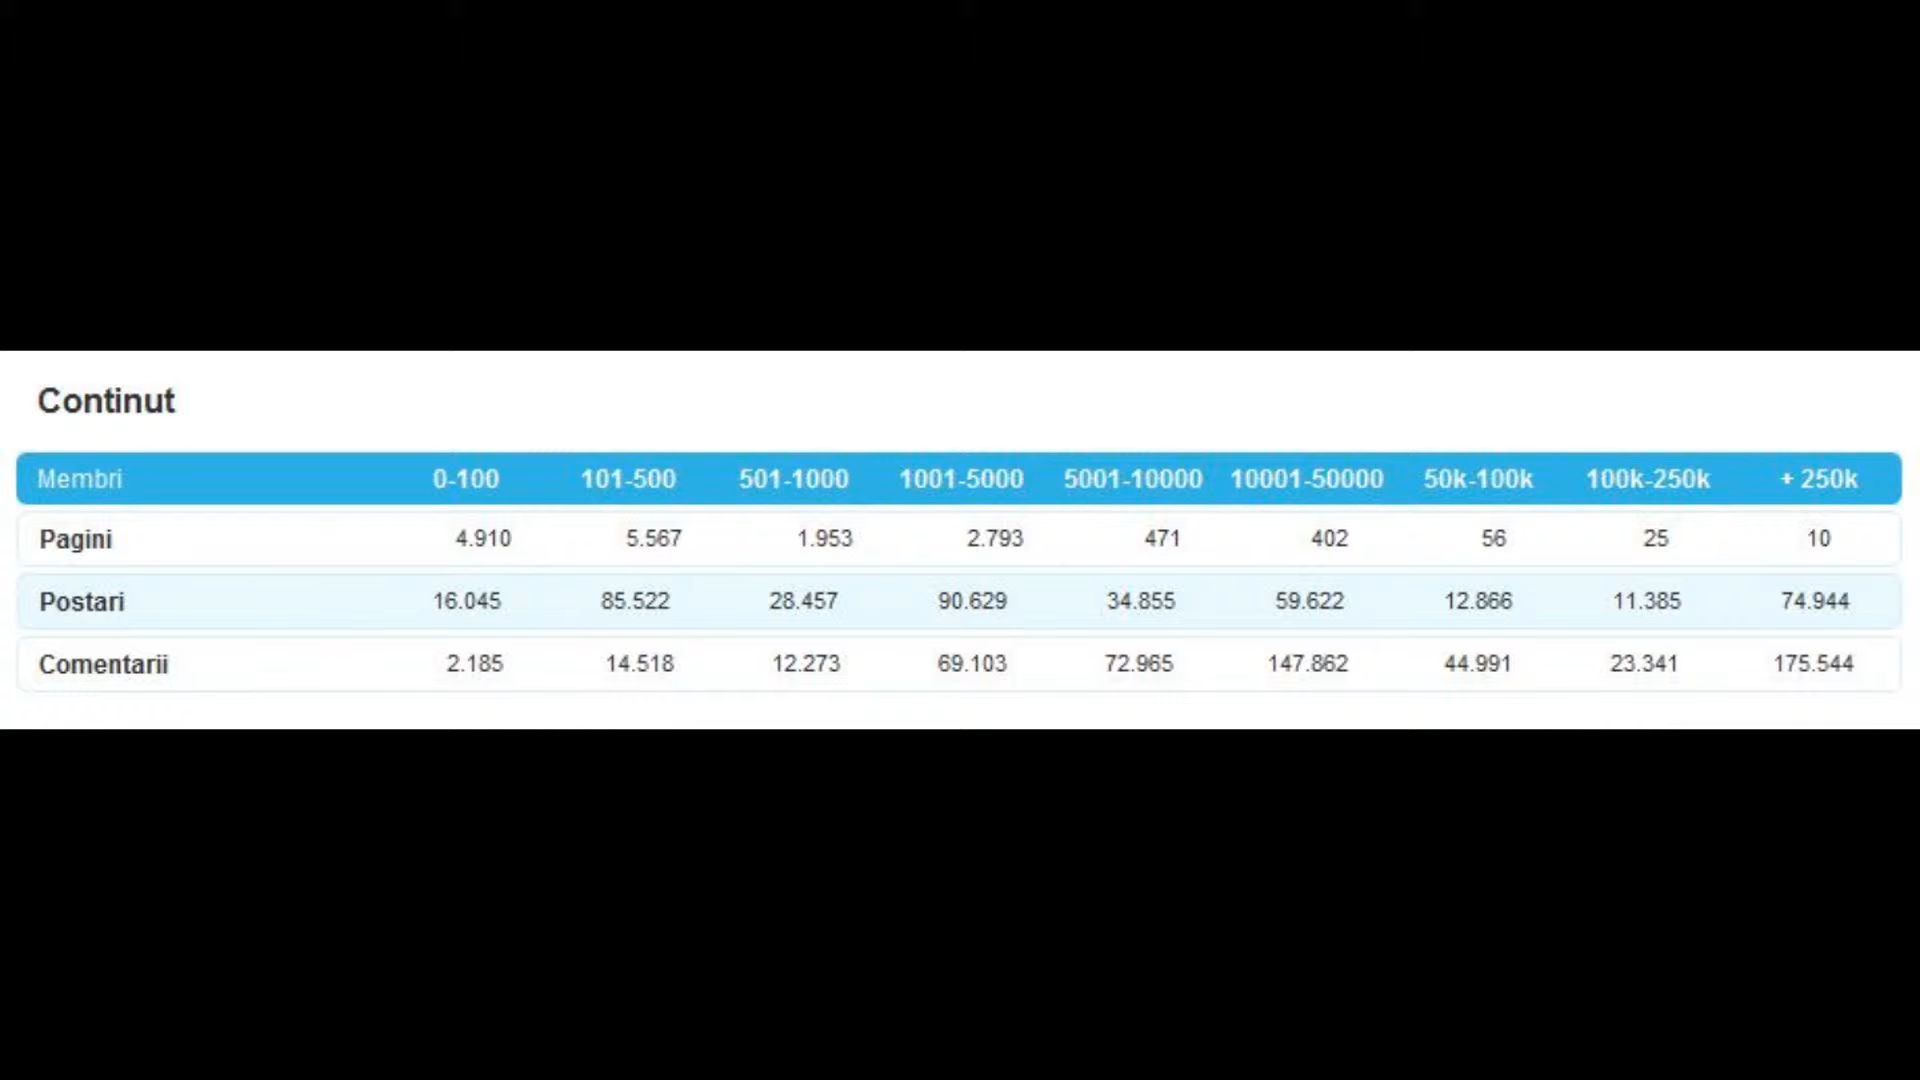 Continut
Membri 0-100 101-500 501-1000 1001-5000 5001-10000 10001-50000 50k-100k 100k-250k + 250k
Pagini 4.910 5.567 1.953 2.793 471 402 56 25 10
Postari 16.045 85.522 28.457 90.629 34.855 59.622 12.866 11.385 74.944
Comentarii 2.185 14.518 12.273 69.103 72.965 147.862 44.991 23.341 175.544